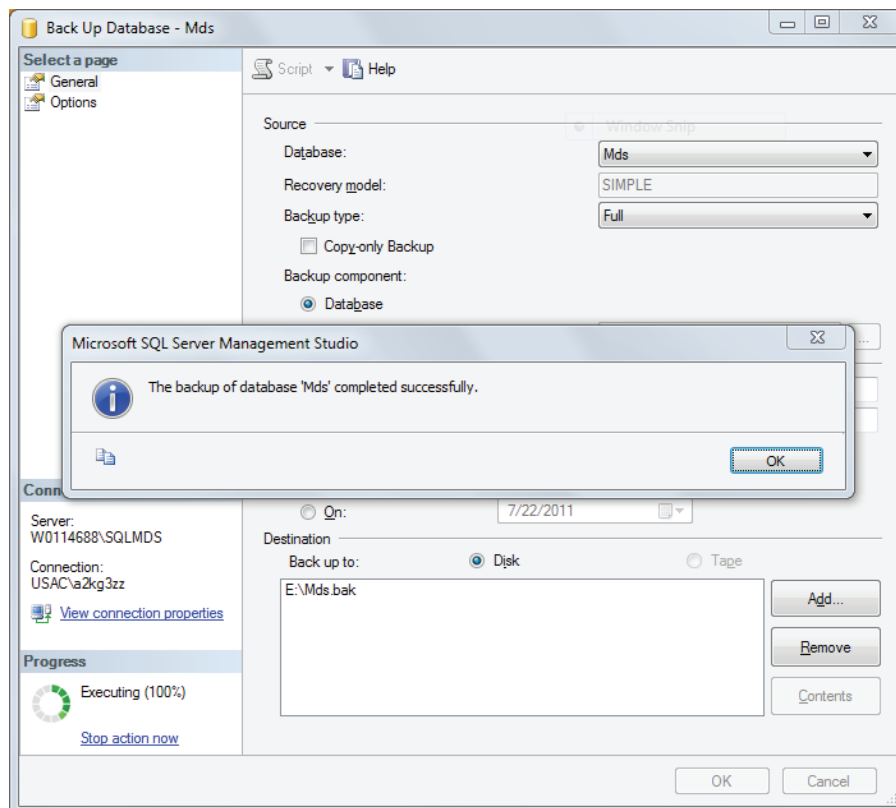 Back Up Database - Mds
Select a page
General
Options
Script
Help
Source
Window Snip
Database:
Mds
Recovery model:
SIMPLE
Backup type:
Full
Copy-only Backup
Backup component:
Database
...
Microsoft SQL Server Management Studio
The backup of database 'Mds' completed successfully.
OK
Conn
Server:
W0114688\SQLMDS
Connection:
USAC\a2kg3zz
View connection properties
Progress
Executing (100%)
Stop action now
On:
7/22/2011
Destination
Back up to:
Disk
Tape
E:\Mds.bak
Add...
Remove
Contents
OK
Cancel